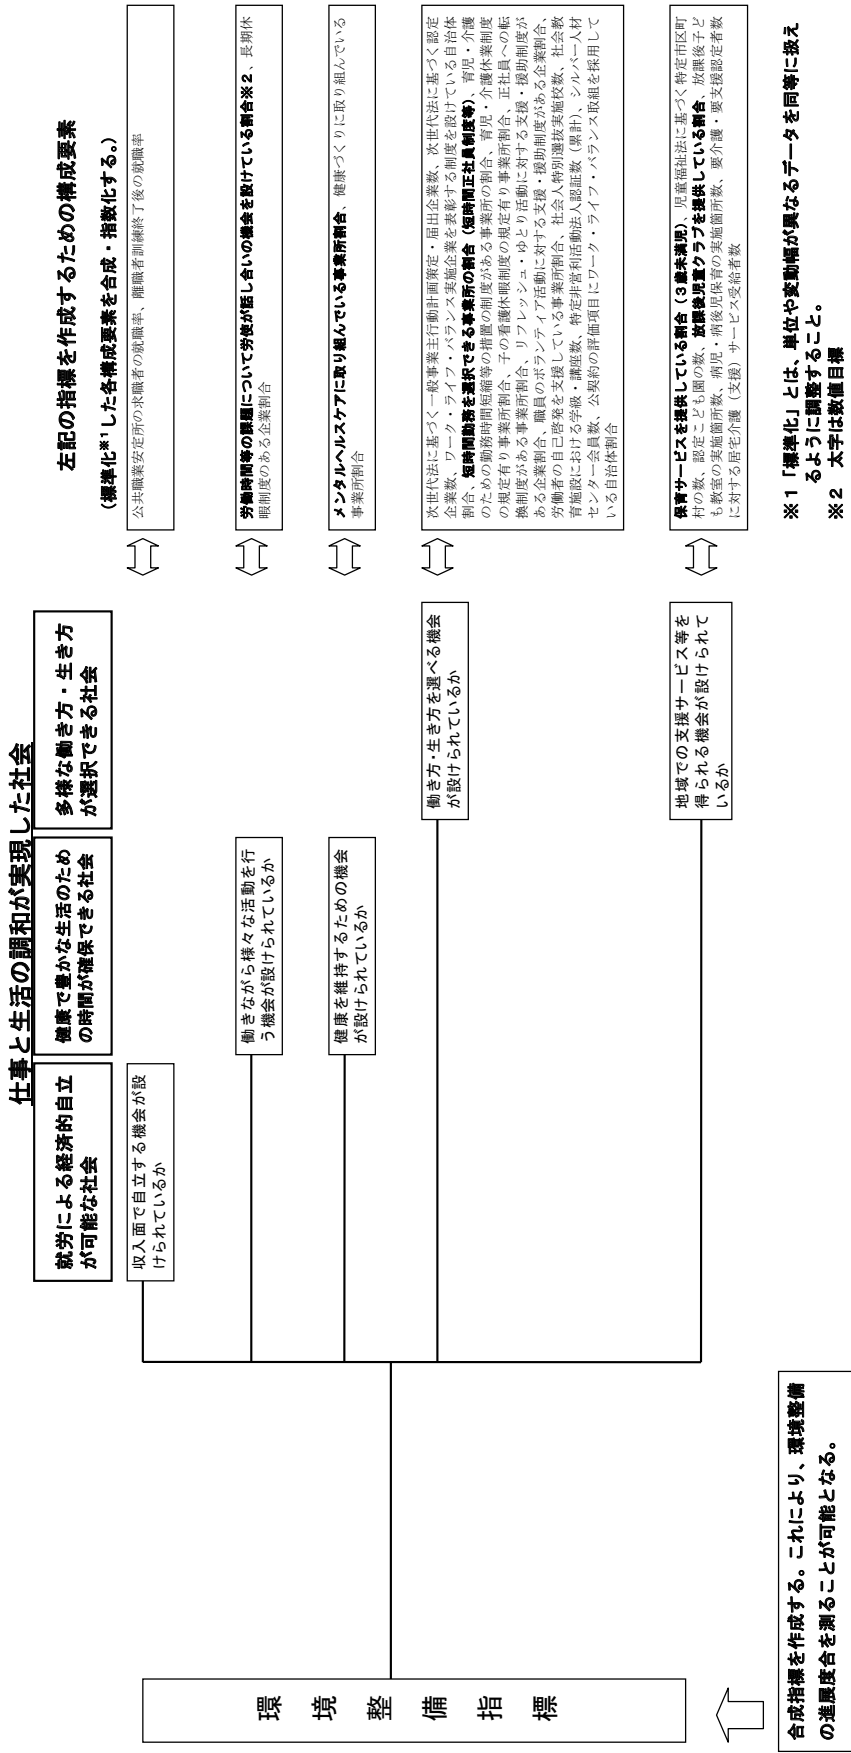 仕事と生活の調和が実現した社会
就労による経済的自立
が可能な社会
健康で豊かな生活のため
の時間が確保できる社会
多様な働き方・生き方
が選択できる社会
左記の指標を作成するための構成要素
(標準化※1した各構成要素を合成・指数化する。)
収入面で自立する機会が設
けられているか
公共職業安定所の求職者の就職率、離職者訓練終了後の就職率
働きながら様々な活動を行
う機会が設けられているか
労働時間等の課題について労使が話し合いの機会を設けている割合※2、長期休
暇制度のある企業割合
健康を維持するための機会
が設けられているか
メンタルヘルスケアに取り組んでいる事業所割合、健康づくりに取り組んでいる
事業所割合
働き方・生き方を選べる機会
が設けられているか
次世代法に基づく一般事業主行動計画策定・届出企業数、次世代法に基づく認定
企業数、ワーク・ライフ・バランス実施企業を表彰する制度を設けている自治体
割合、短時間勤務を選択できる事業所の割合（短時間正社員制度等）、育児・介護
のための勤務時間短縮等の措置の制度がある事業所の割合、育児・介護休業制度
の規定有り事業所割合、子の看護休暇制度の規定有り事業所割合、正社員への転
換制度がある事業所割合、リフレッシュ・ゆとり活動に対する支援・援助制度が
ある企業割合、職員のボランティア活動に対する支援・援助制度がある企業割合、
労働者の自己啓発を支援している事業所割合、社会人特別選抜実施校数、社会教
育施設における学級・講座数、特定非営利活動法人認証数（累計）、シルバー人材
センター会員数、公契約の評価項目にワーク・ライフ・バランス取組を採用して
いる自治体割合
地域での支援サービス等を
得られる機会が設けられて
いるか
保育サービスを提供している割合（３歳未満児）、児童福祉法に基づく特定市区町
村の数、認定こども園の数、放課後児童クラブを提供している割合、放課後子ど
も教室の実施箇所数、病児・病後児保育の実施箇所数、要介護・要支援認定者数
に対する居宅介護（支援）サービス受給者数
環境整備指標
合成指標を作成する。これにより、環境整備
の進展度合を測ることが可能となる。
※１「標準化」とは、単位や変動幅が異なるデータを同等に扱え
るように調整すること。
※２　太字は数値目標